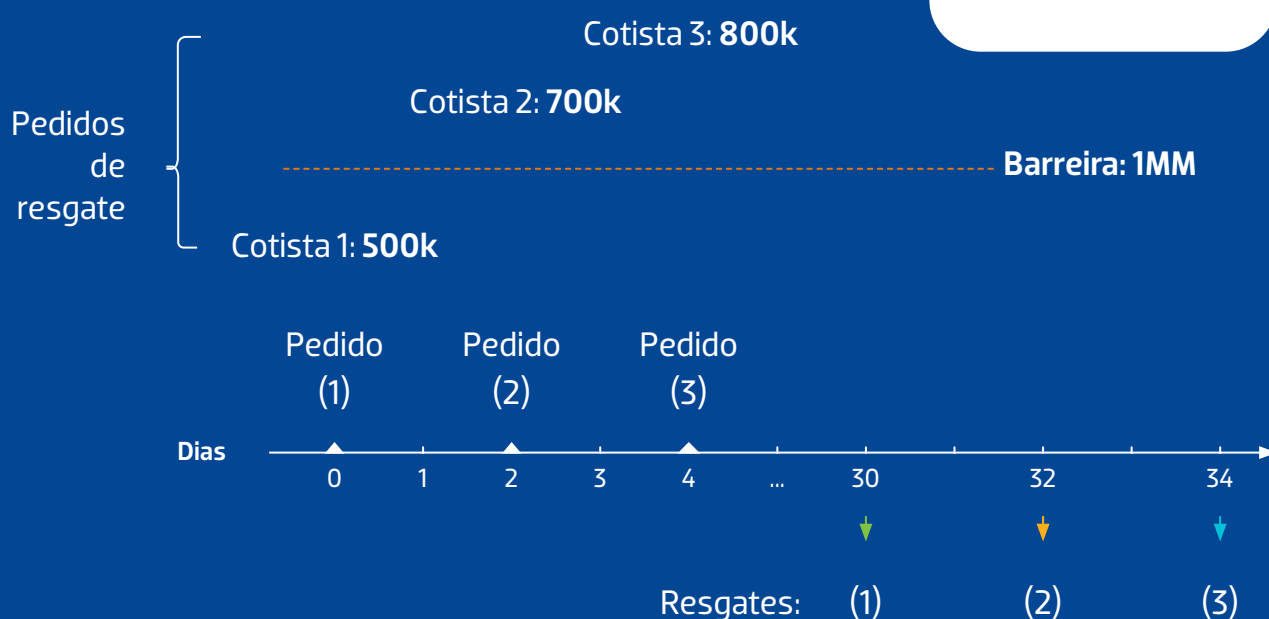 Cotista 3: 800k
Cotista 2: 700k
Pedidos
de
resgate
Barreira: 1MM
Cotista 1: 500k
Pedido Pedido Pedido
(1) (2) (3)
Dias
0 1 2 3 4 ... 30 32 34
Resgates: (1) (2) (3)